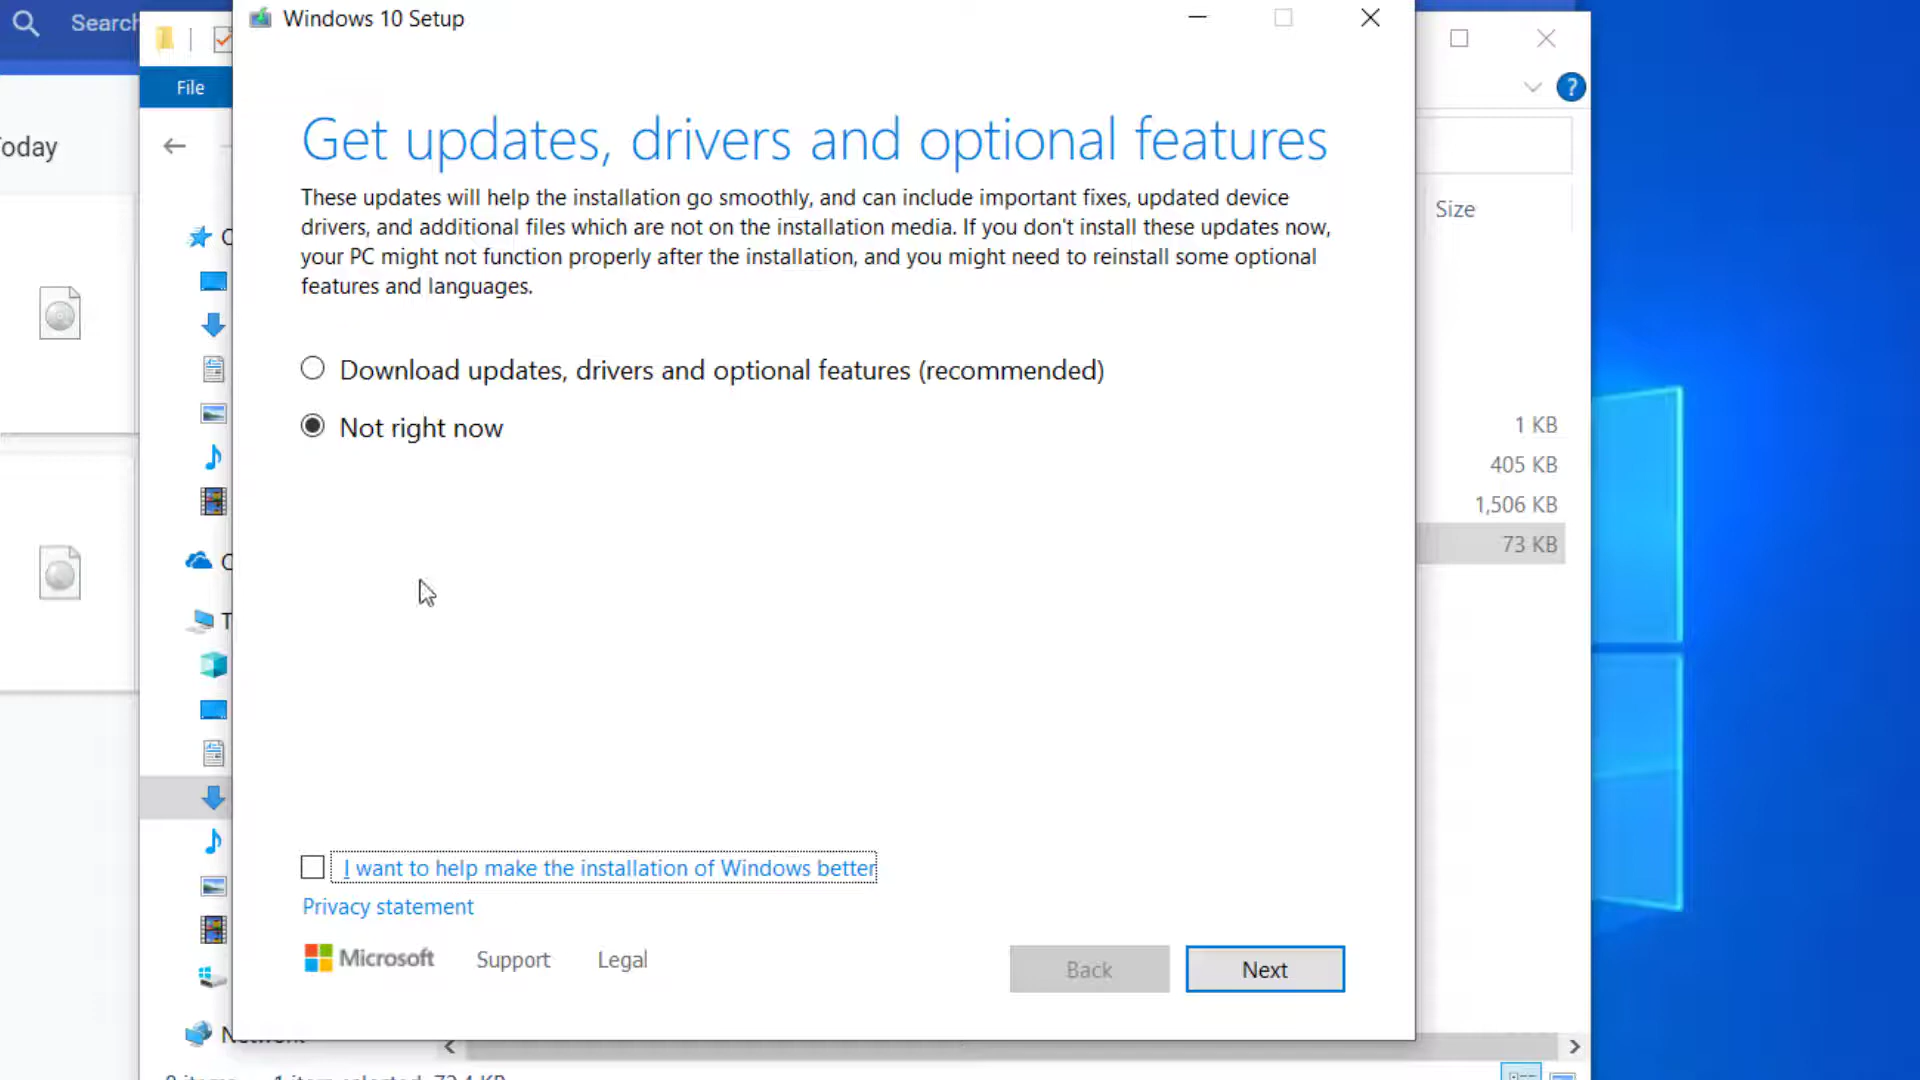 Search
Windows 10 Setup
File
oday
Get updates, drivers and optional features
These updates will help the installation go smoothly, and can include important fixes, updated device
drivers, and additional files which are not on the installation media. If you don't install these updates now,
your PC might not function properly after the installation, and you might need to reinstall some optional
features and languages.
Size
Download updates, drivers and optional features (recommended)
Not right now
1 KB
405 KB
1,506 KB
73 KB
I want to help make the installation of Windows better
Privacy statement
Microsoft
Support
Legal
Back
Next
Network